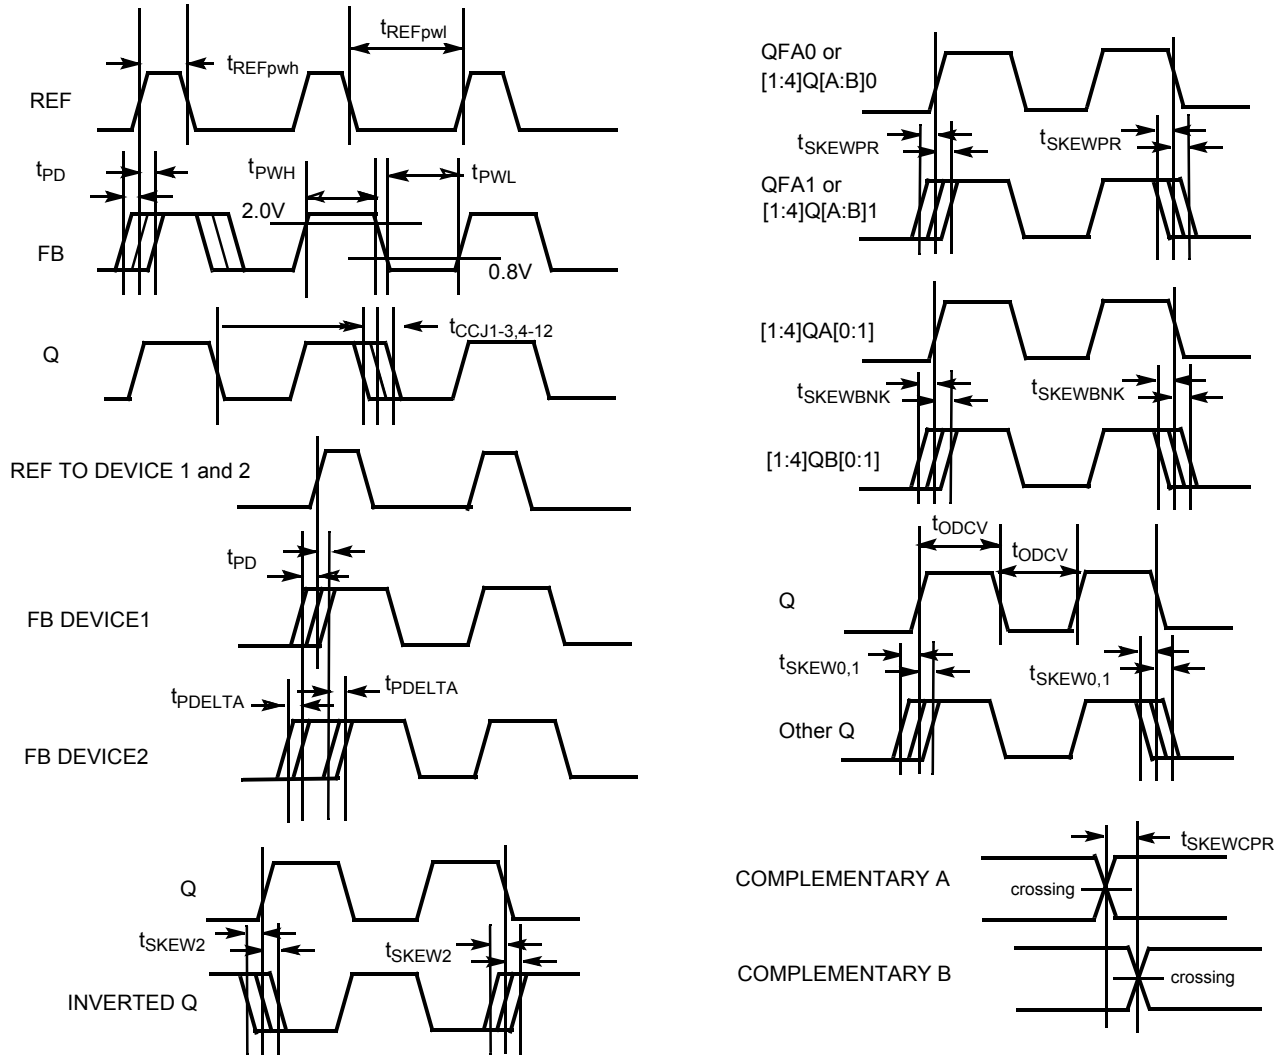 tREFpwh
tREFpwl
REF
tPD
tPWH
tPWL
2.0V
FB
0.8V
Q
tCCJ1-3,4-12
REF TO DEVICE 1 and 2
tPD
FB DEVICE1
tPDELTA
tPDELTA
FB DEVICE2
Q
tSKEW2
tSKEW2
INVERTED Q
QFA0 or
[1:4]Q[A:B]0
tSKEWPR
tSKEWPR
QFA1 or
[1:4]Q[A:B]1
[1:4]QA[0:1]
tSKEWBNK
tSKEWBNK
[1:4]QB[0:1]
tODCV
tODCV
Q
tSKEW0,1
tSKEW0,1
Other Q
tSKEWCPR
COMPLEMENTARY A
crossing
COMPLEMENTARY B
crossing